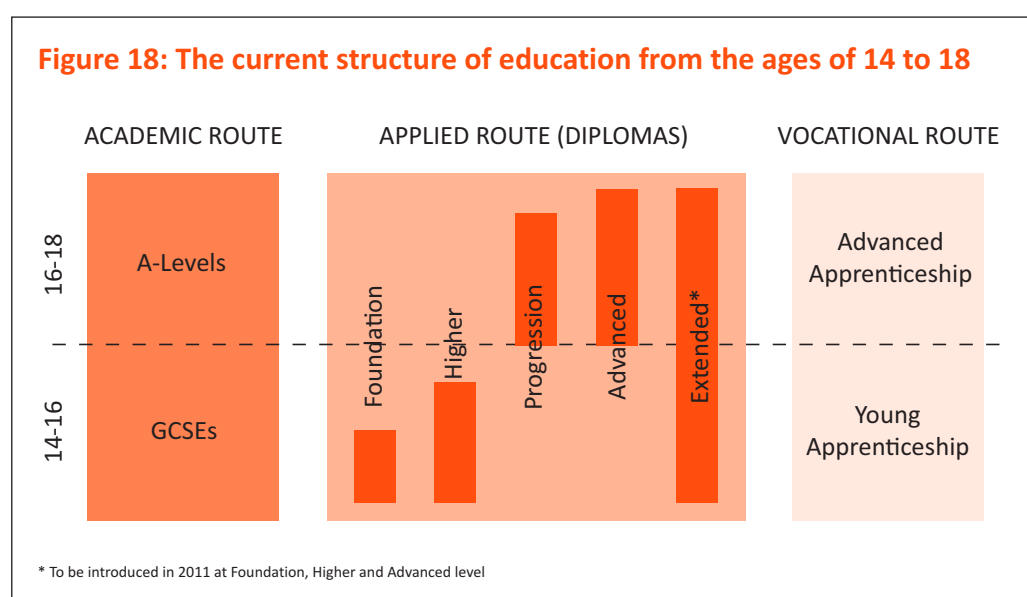 Figure 18: The current structure of education from the ages of 14 to 18
ACADEMIC ROUTE
APPLIED ROUTE (DIPLOMAS)
VOCATIONAL ROUTE
16-18
A-Levels
Foundation
Higher
Progression
Advanced
Extended*
Advanced
Apprenticeship
14-16
GCSEs
Young
Apprenticeship
* To be introduced in 2011 at Foundation, Higher and Advanced level